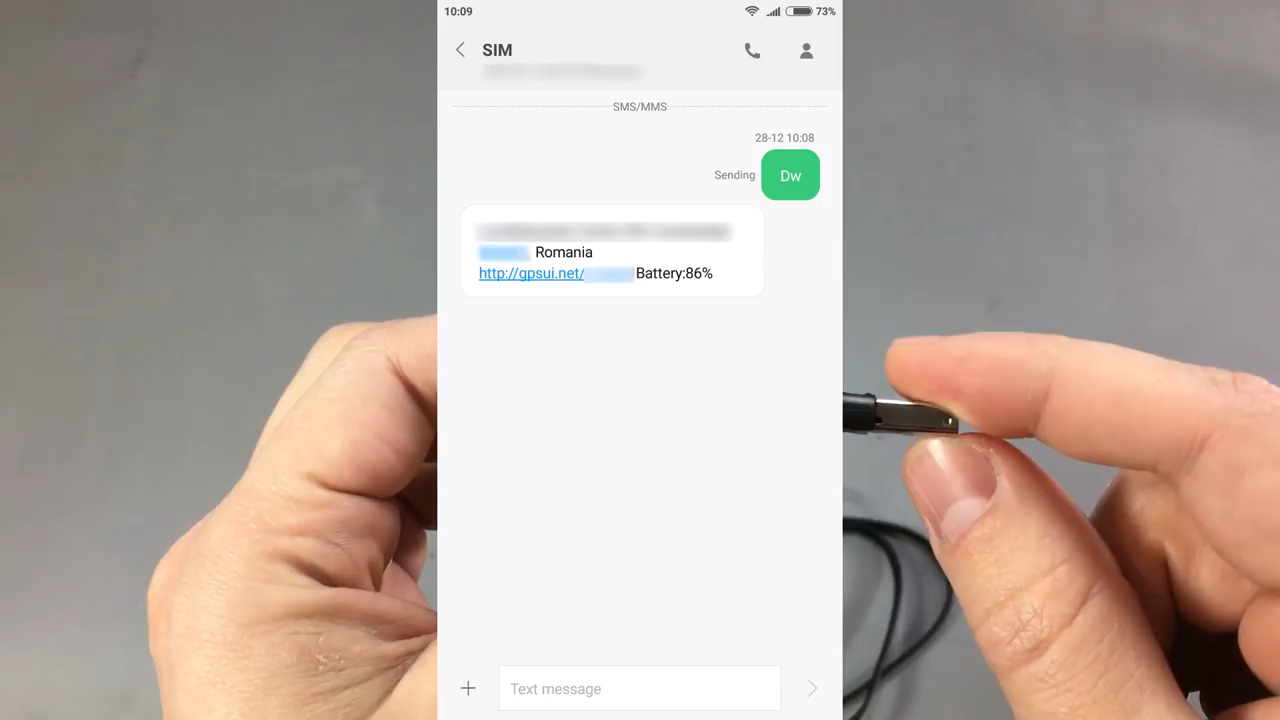 10:09
73%
SIM
SMS/MMS
28-12 10:08
Sending
Dw
Romania
http://gpsui.net/ Battery:86%
Text message